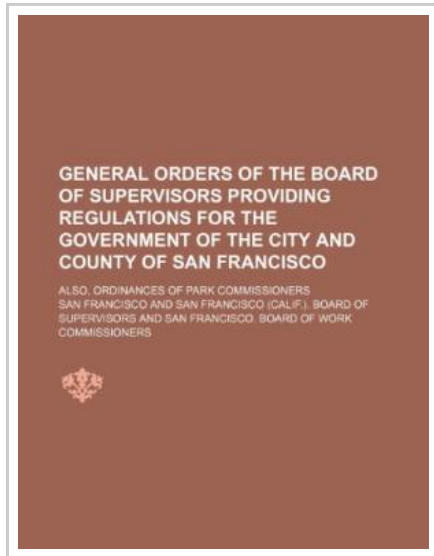 GENERAL ORDERS OF THE BOARD
OF SUPERVISORS PROVIDING
REGULATIONS FOR THE
GOVERNMENT OF THE CITY AND
COUNTY OF SAN FRANCISCO
ALSO, ORDINANCES OF PARK COMMISSIONERS
SAN FRANCISCO AND SAN FRANCISCO (CALIF.). BOARD OF
SUPERVISORS AND SAN FRANCISCO. BOARD OF WORK
COMMISSIONERS